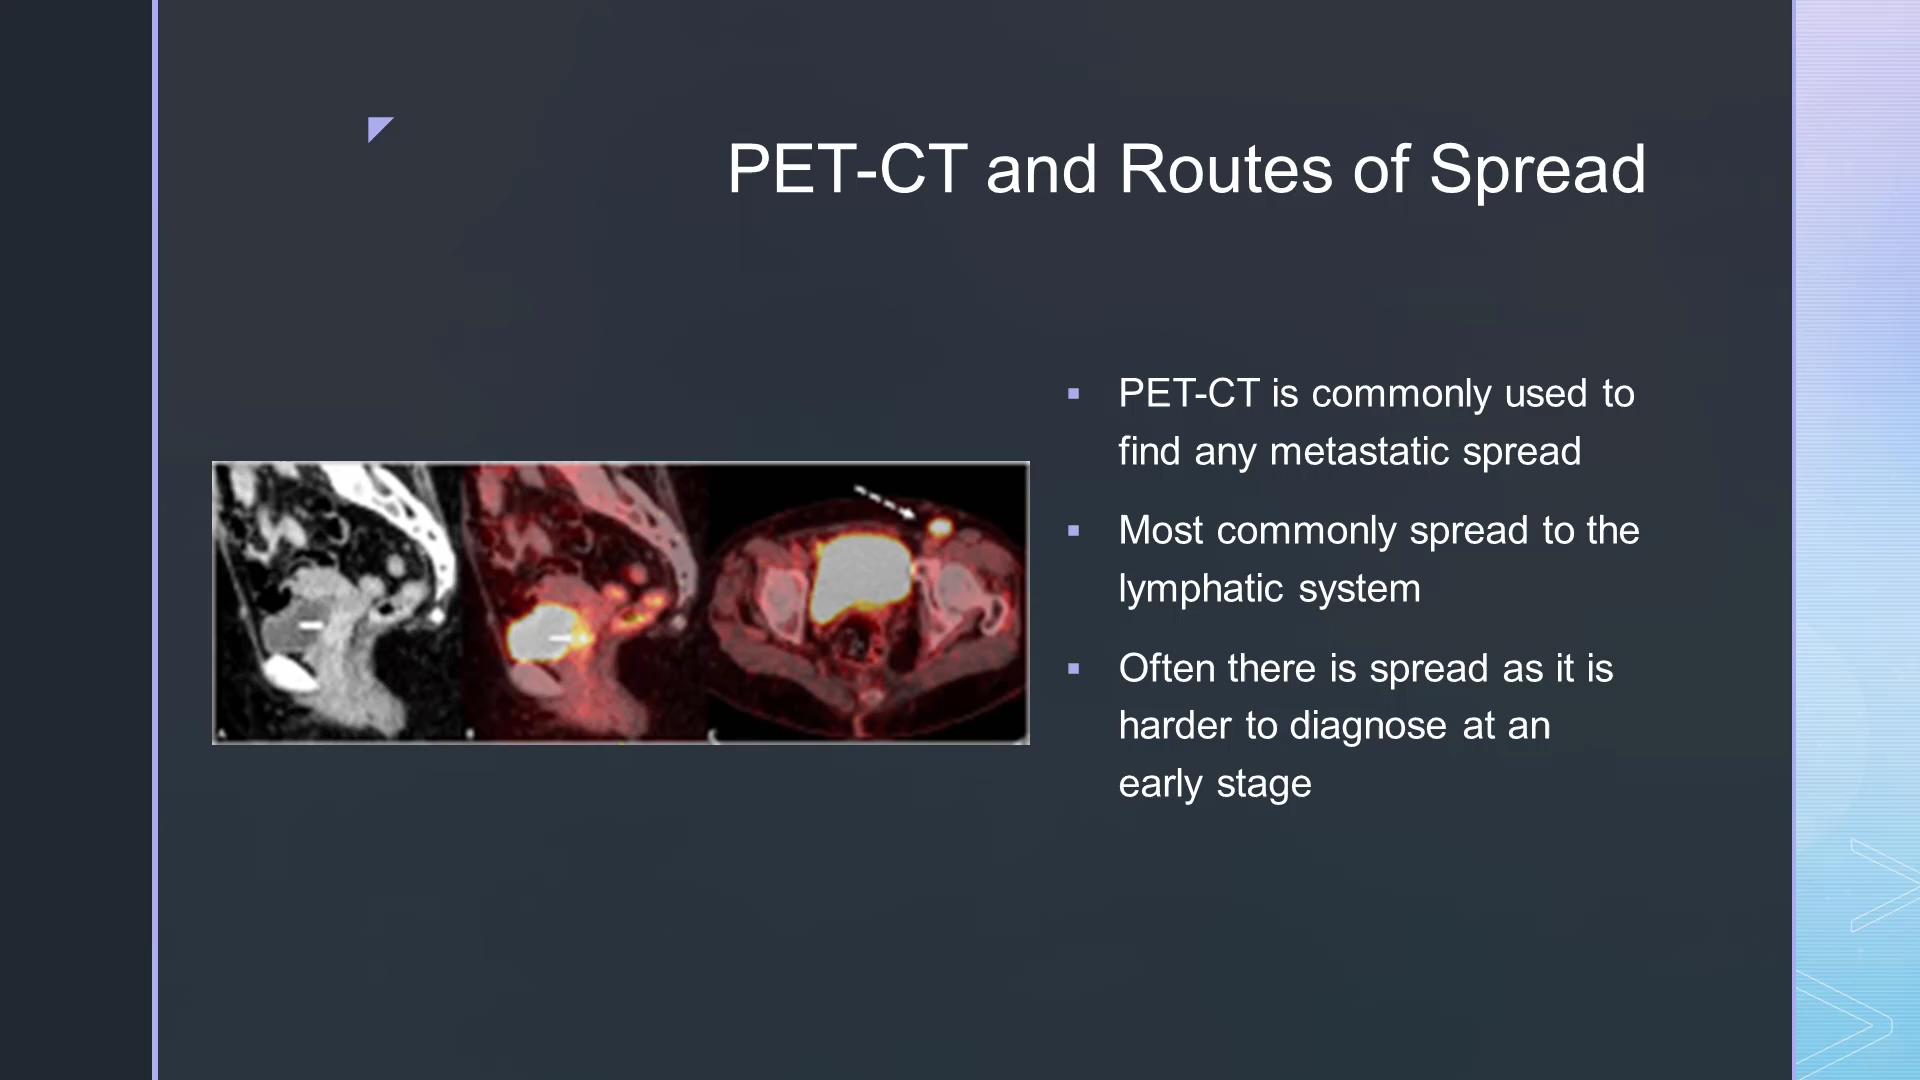 PET-CT and Routes of Spread
PET-CT is commonly used to
find any metastatic spread
Most commonly spread to the
lymphatic system
Often there is spread as it is
harder to diagnose at an
early stage